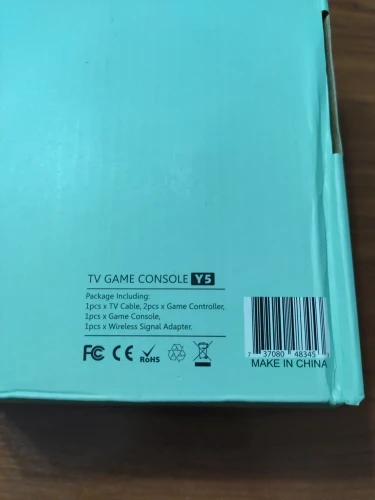 TV GAME CONSOLE Y5
Package Including:
1pcs x TV Cable, 2pcs x Game Controller,
1pcs x Game Console,
1pcs x Wireless Signal Adapter.
FC CE RoHS
7 37080 48345
MAKE IN CHINA